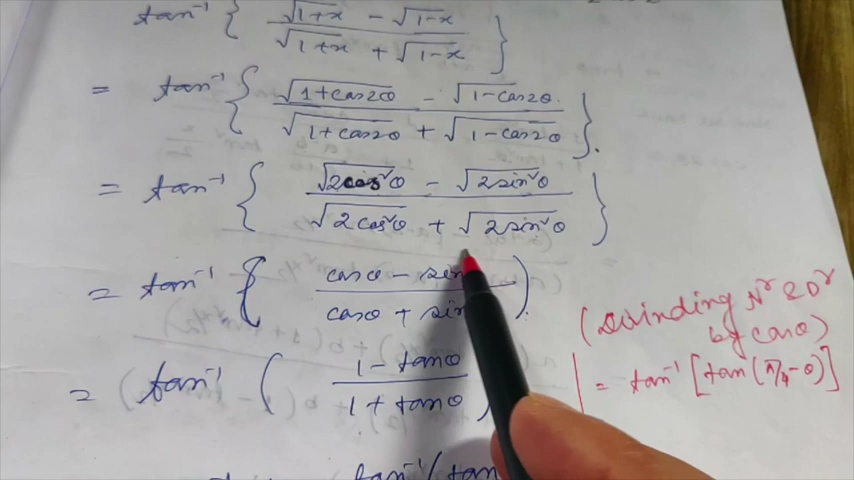 tan⁻¹ { (√1+x − √1−x) / (√1+x + √1−x) }
= tan⁻¹ { (√1+cos2θ − √1−cos2θ) / (√1+cos2θ + √1−cos2θ) }.
= tan⁻¹ { (√2cos²θ − √2sin²θ) / (√2cos²θ + √2sin²θ) }
= tan⁻¹ { (cosθ − sin) / (cosθ + sin) }.
(Dividing Nʳ & Dʳ
by cosθ)
= tan⁻¹ ( (1 − tanθ) / (1 + tanθ) )
= tan⁻¹ [tan(π/4 − θ)]
tan⁻¹ (tan